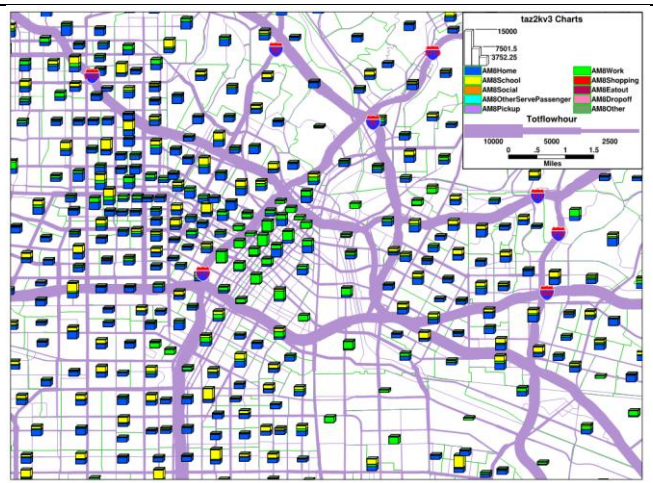 taz2kv3 Charts
15000
7501.5
3752.25
AM8Home AM8Work
AM8School AM8Shopping
AM8Social AM8Eatout
AM8OtherServePassenger AM8Dropoff
AM8Pickup AM8Other
Totflowhour
10000 5000 2500
0 .5 1 1.5
Miles